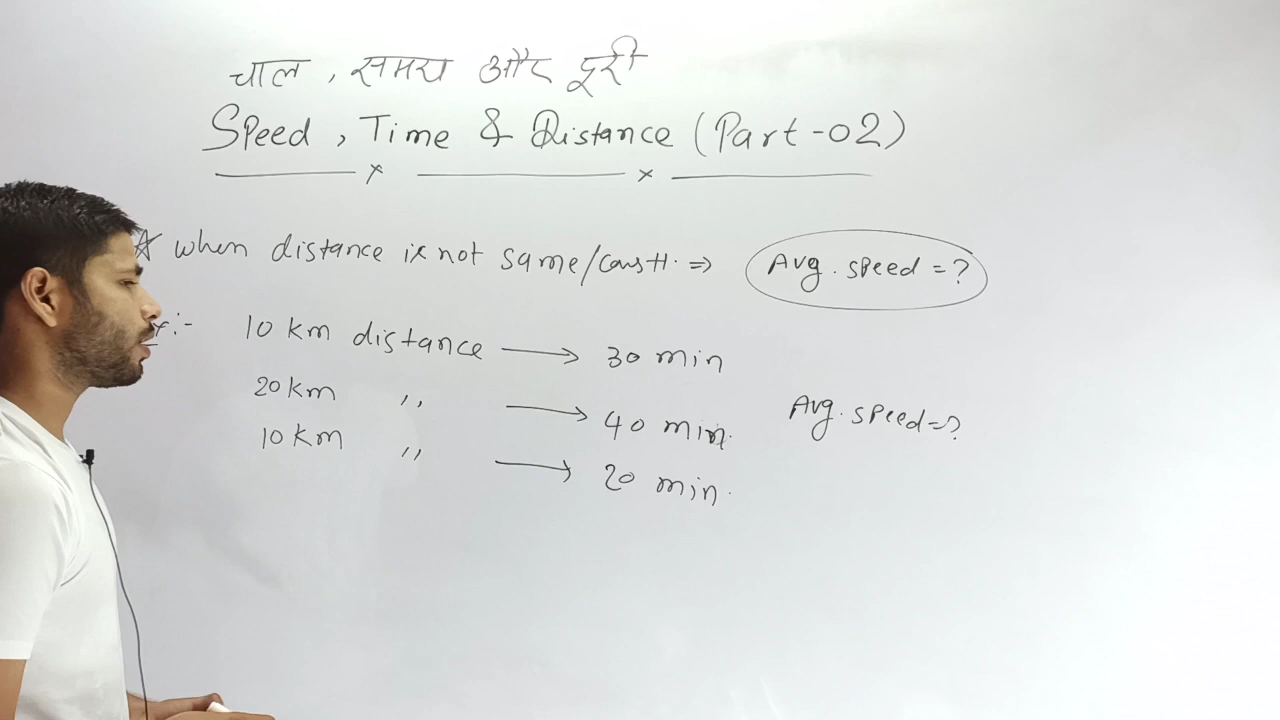 चाल , समय और दूरी
Speed , Time & Distance (Part-02)
★ when distance is not same/constt. ⇒ Avg. speed = ?
10 km distance → 30 min
20 km ,, → 40 min.
10 km ,, → 20 min.
Avg. speed = ?